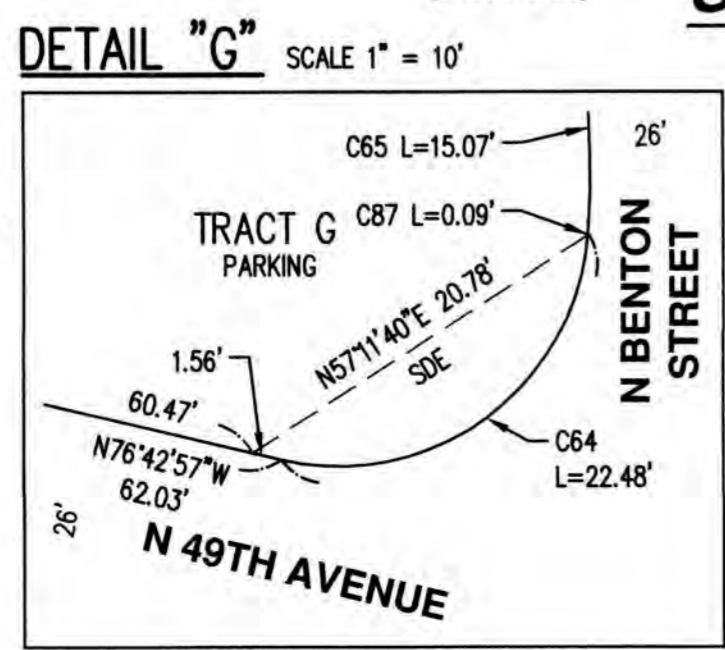 DETAIL "G" SCALE 1" = 10'
C65 L=15.07'
26'
TRACT G
PARKING
C87 L=0.09'
N BENTON
STREET
N57°11'40"E 20.78'
SDE
1.56'
60.47'
N76°42'57"W
62.03'
C64
L=22.48'
26'
N 49TH AVENUE